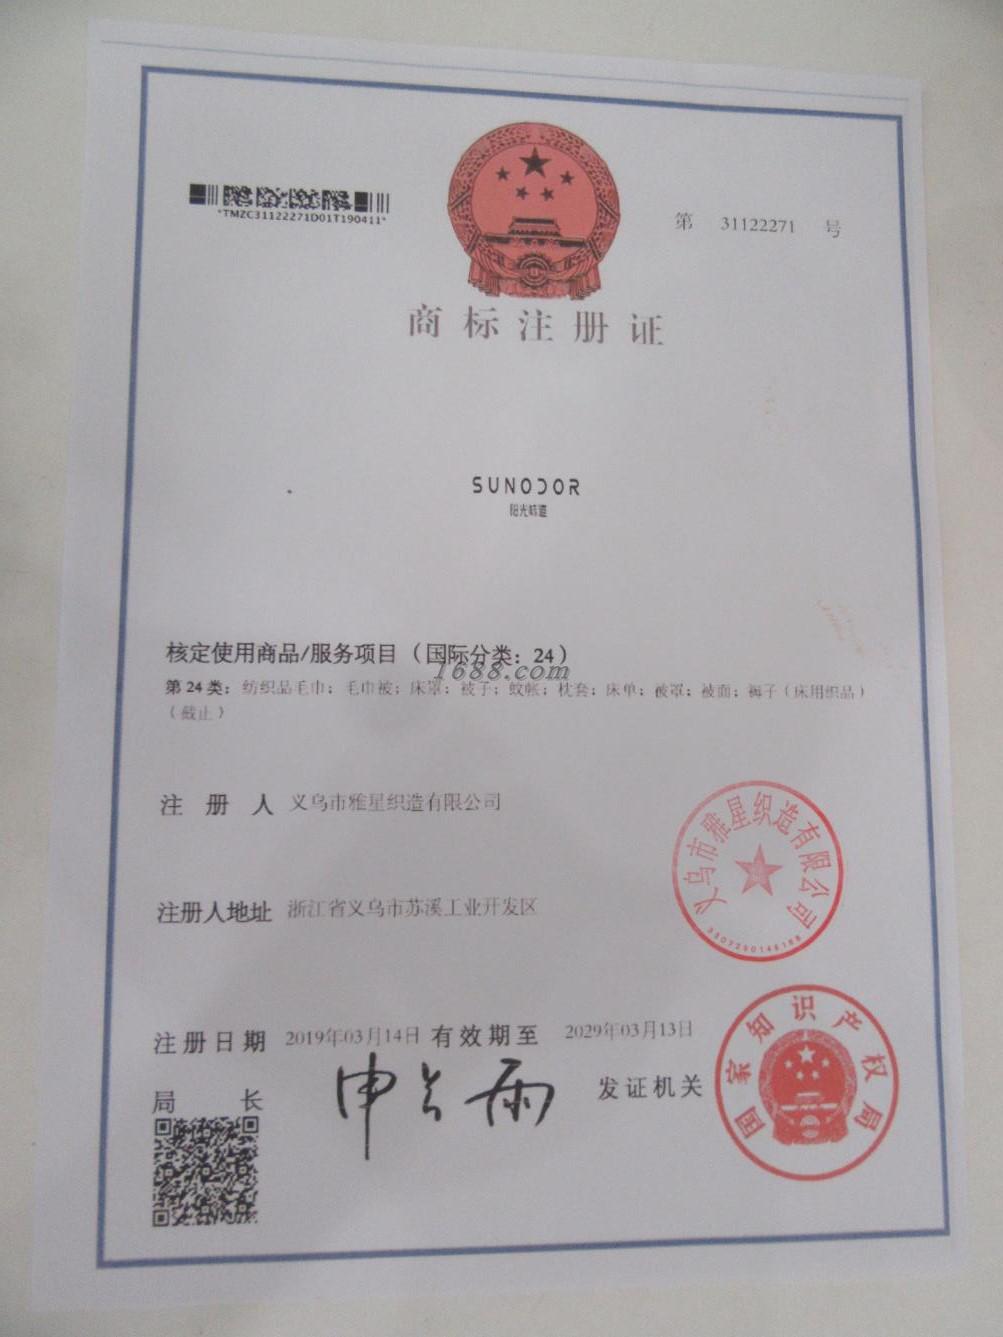 *TMZC31122271D01T190411*
第 31122271 号
商标注册证
SUNODOR
阳光味道
核定使用商品/服务项目（国际分类：24）
1688.com
第24类：纺织品毛巾；毛巾被；床罩；被子；蚊帐；枕套；床单；被罩；被面；褥子（床用织品）
（截止）
注册人 义乌市雅星织造有限公司
义乌市雅星织造有限公司
注册人地址 浙江省义乌市苏溪工业开发区
注册日期 2019年03月14日 有效期至 2029年03月13日
局长 申长雨
发证机关
国家知识产权局